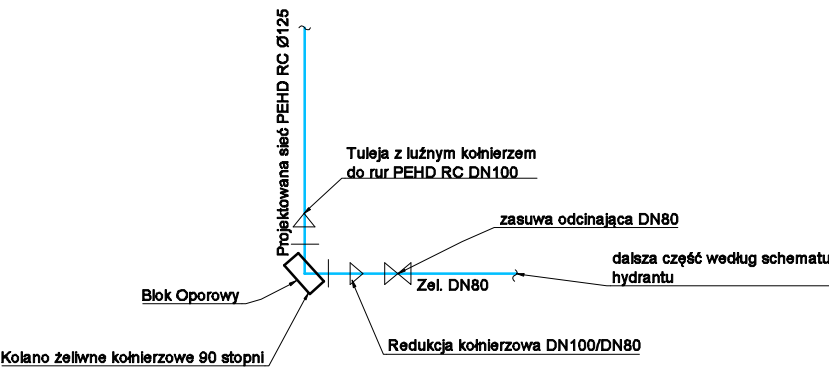 Projektowana sieć PEHD RC Ø125
Tuleja z luźnym kołnierzem
do rur PEHD RC DN100
zasuwa odcinająca DN80
dalsza część według schematu
hydrantu
Żel. DN80
Blok Oporowy
Redukcja kołnierzowa DN100/DN80
Kolano żeliwne kołnierzowe 90 stopni